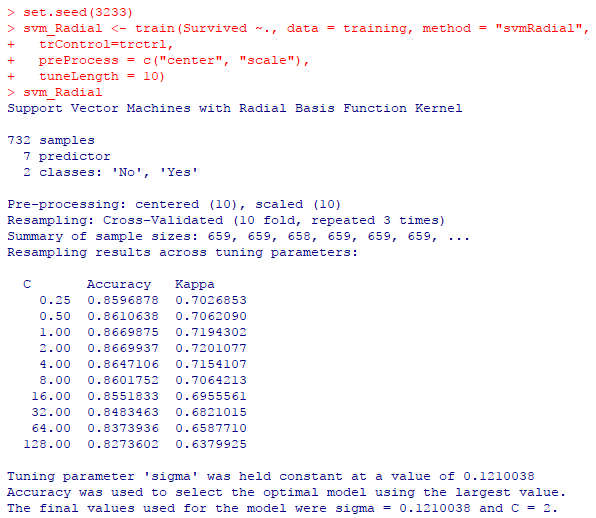 > set.seed(3233)
> svm_Radial <- train(Survived ~., data = training, method = "svmRadial",
+   trControl=trctrl,
+   preProcess = c("center", "scale"),
+   tuneLength = 10)
> svm_Radial
Support Vector Machines with Radial Basis Function Kernel

732 samples
  7 predictor
  2 classes: 'No', 'Yes'

Pre-processing: centered (10), scaled (10)
Resampling: Cross-Validated (10 fold, repeated 3 times)
Summary of sample sizes: 659, 659, 658, 659, 659, 659, ...
Resampling results across tuning parameters:

  C       Accuracy   Kappa
    0.25  0.8596878  0.7026853
    0.50  0.8610638  0.7062090
    1.00  0.8669875  0.7194302
    2.00  0.8669937  0.7201077
    4.00  0.8647106  0.7154107
    8.00  0.8601752  0.7064213
   16.00  0.8551833  0.6955561
   32.00  0.8483463  0.6821015
   64.00  0.8373936  0.6587710
  128.00  0.8273602  0.6379925

Tuning parameter 'sigma' was held constant at a value of 0.1210038
Accuracy was used to select the optimal model using the largest value.
The final values used for the model were sigma = 0.1210038 and C = 2.